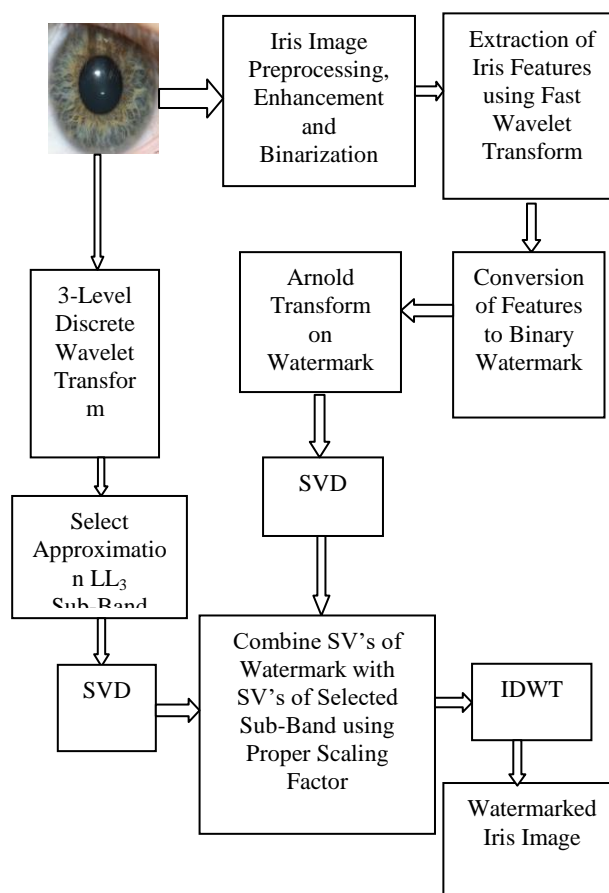 Iris Image
Preprocessing,
Enhancement
and
Binarization
Extraction of
Iris Features
using Fast
Wavelet
Transform
3-Level
Discrete
Wavelet
Transfor
m
Arnold
Transform
on
Watermark
Conversion
of Features
to Binary
Watermark
SVD
Select
Approximatio
n LL₃
Sub-Band
Combine SV's of
Watermark with
SV's of Selected
Sub-Band using
Proper Scaling
Factor
SVD
IDWT
Watermarked
Iris Image